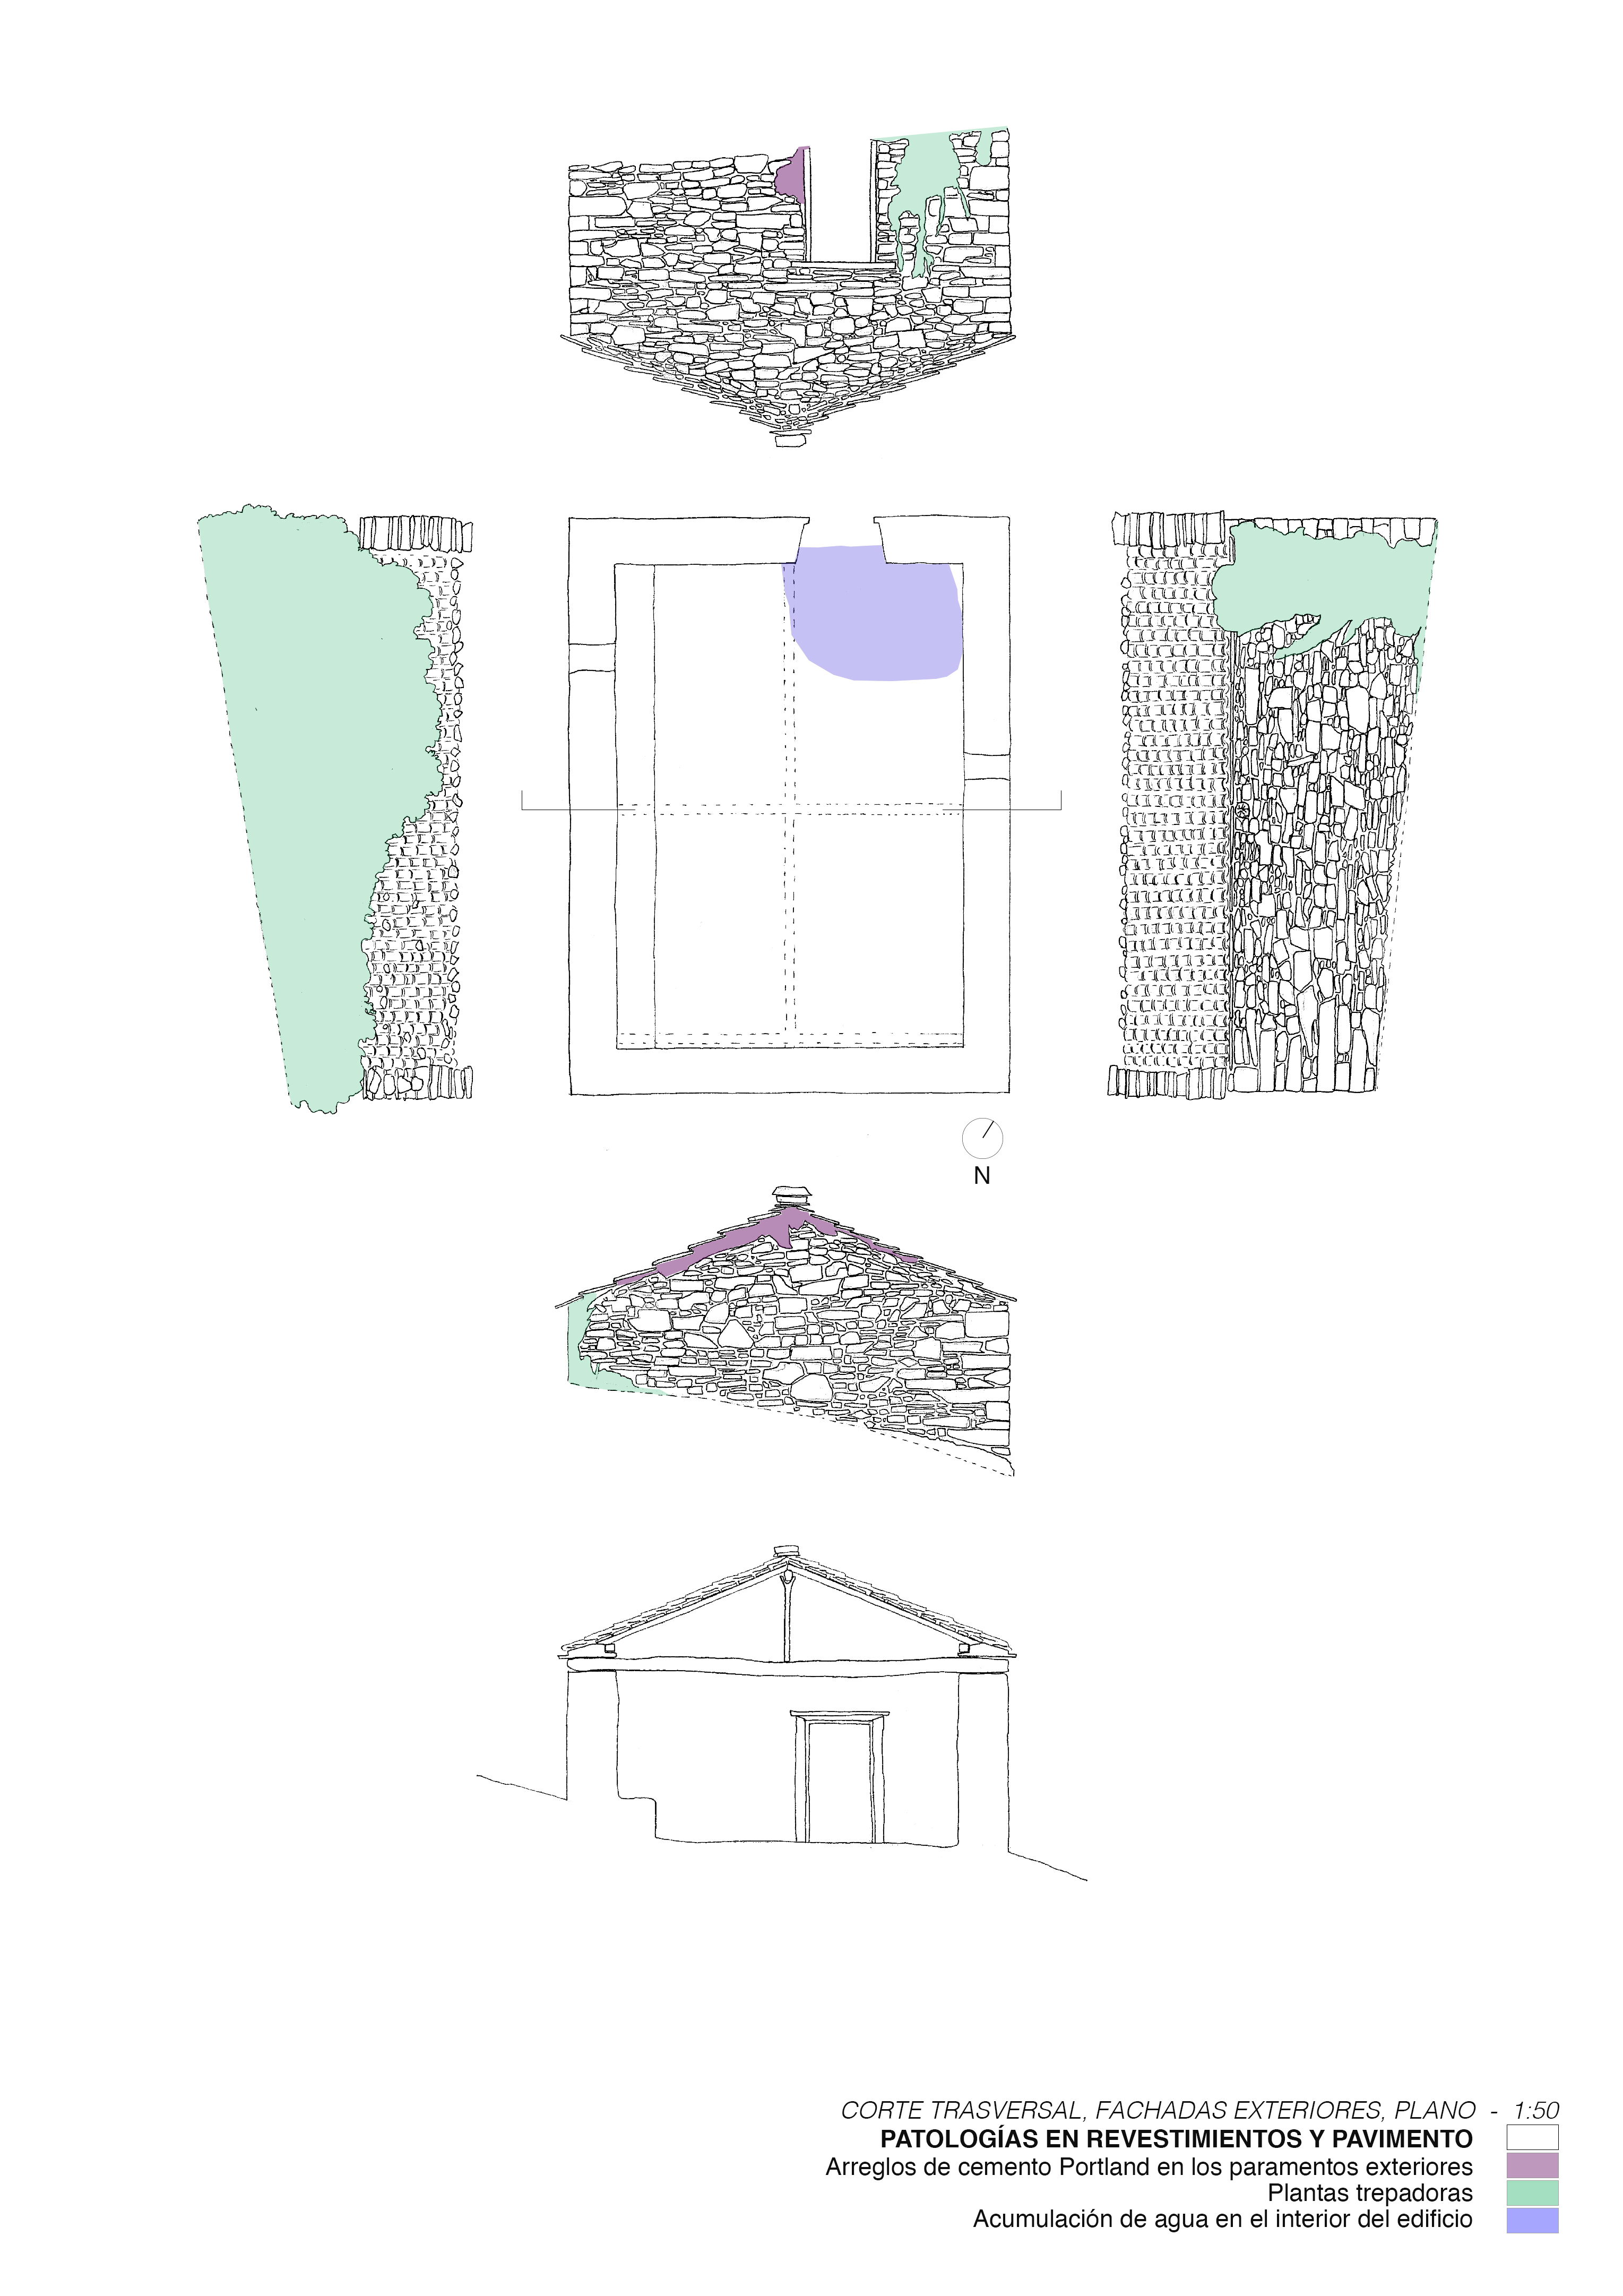 N
CORTE TRASVERSAL, FACHADAS EXTERIORES, PLANO - 1:50
PATOLOGÍAS EN REVESTIMIENTOS Y PAVIMENTO
Arreglos de cemento Portland en los paramentos exteriores
Plantas trepadoras
Acumulación de agua en el interior del edificio